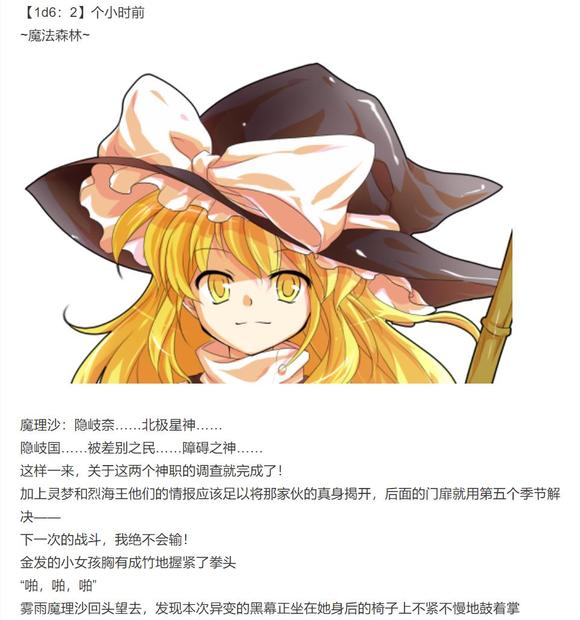 【1d6：2】个小时前
~魔法森林~
魔理沙：隐岐奈……北极星神……
隐岐国……被差别之民……障碍之神……
这样一来，关于这两个神职的调查就完成了！
加上灵梦和烈海王他们的情报应该足以将那家伙的真身揭开，后面的门扉就用第五个季节解
决——
下一次的战斗，我绝不会输！
金发的小女孩胸有成竹地握紧了拳头
“啪，啪，啪”
雾雨魔理沙回头望去，发现本次异变的黑幕正坐在她身后的椅子上不紧不慢地鼓着掌